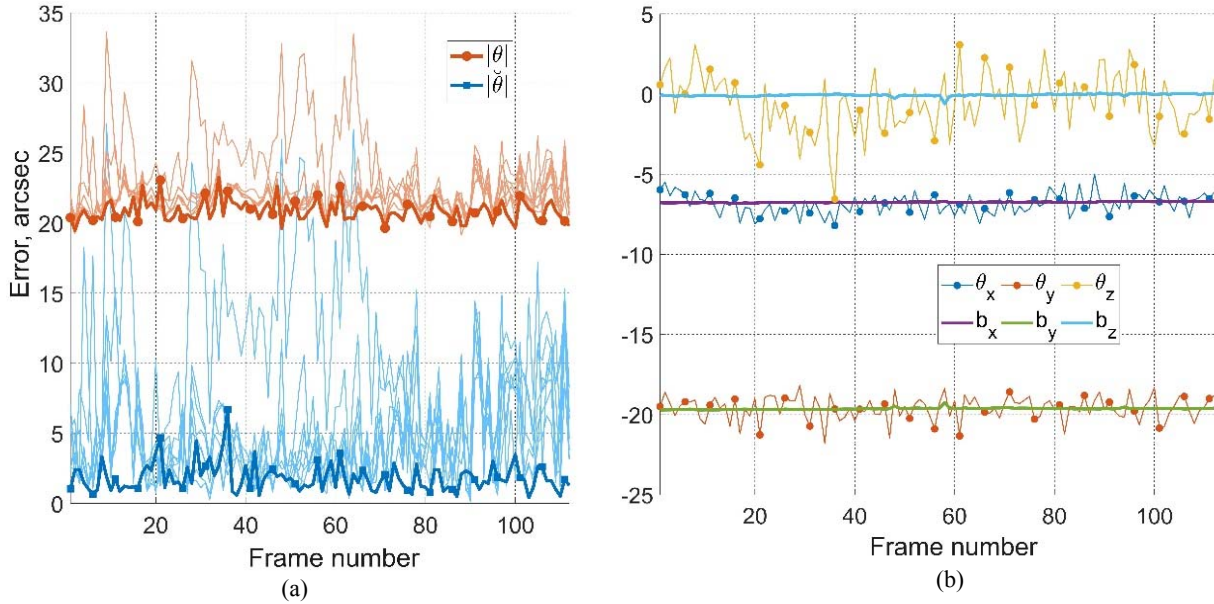 35
30
25
20
15
10
5
0
20
40
60
80
100
Error, arcsec
Frame number
|θ|
|θ̆|
(a)
5
0
-5
-10
-15
-20
-25
20
40
60
80
100
θx θy θz
bx by bz
Frame number
(b)